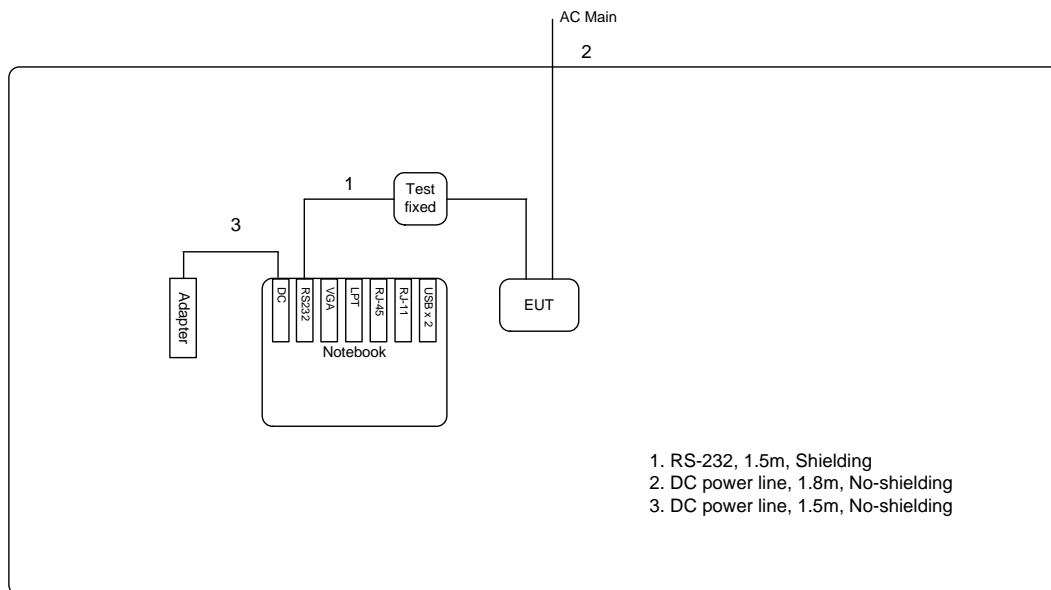 AC Main
2
1
Test
fixed
3
Adapter
DC
RS232
VGA
LPT
RJ-45
RJ-11
USB x 2
Notebook
EUT
1. RS-232, 1.5m, Shielding
2. DC power line, 1.8m, No-shielding
3. DC power line, 1.5m, No-shielding